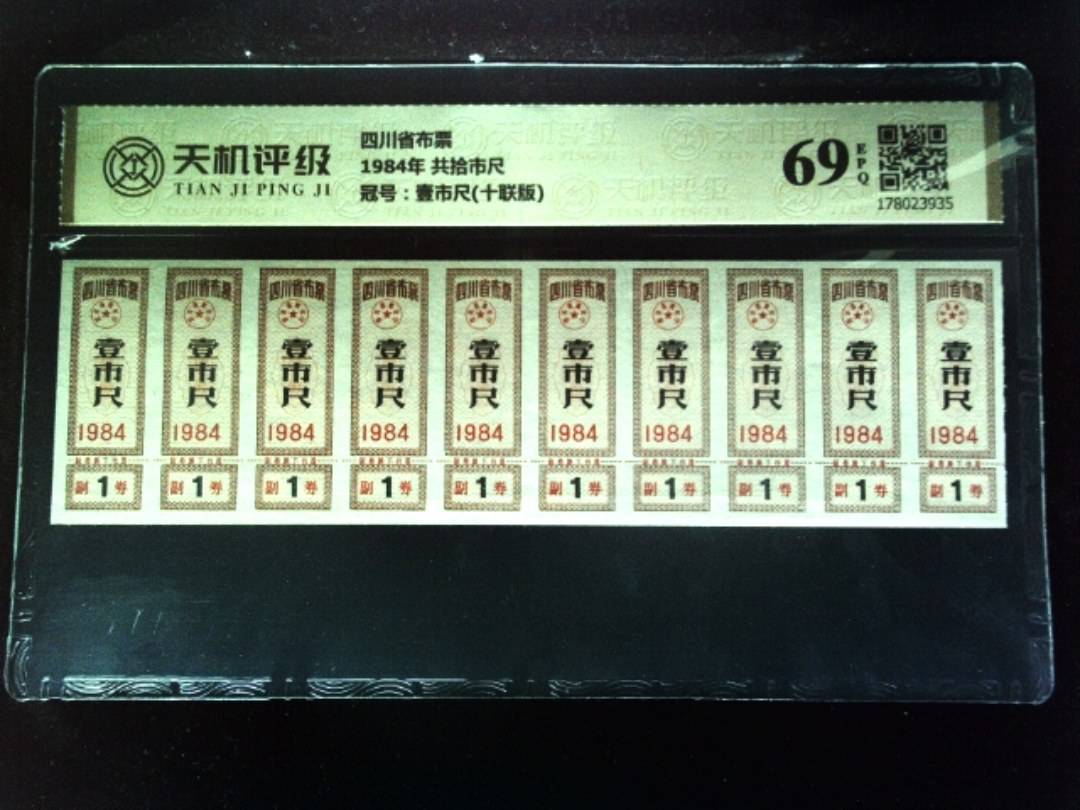 天机评级
TIAN JI PING JI
四川省布票
1984年 共拾市尺
冠号：壹市尺(十联版)
69
EPQ
178023935
四川省布票 四川省布票 四川省布票 四川省布票 四川省布票 四川省布票 四川省布票 四川省布票 四川省布票 四川省布票
壹市尺 壹市尺 壹市尺 壹市尺 壹市尺 壹市尺 壹市尺 壹市尺 壹市尺 壹市尺
1984 1984 1984 1984 1984 1984 1984 1984 1984 1984
副1券 副1券 副1券 副1券 副1券 副1券 副1券 副1券 副1券 副1券